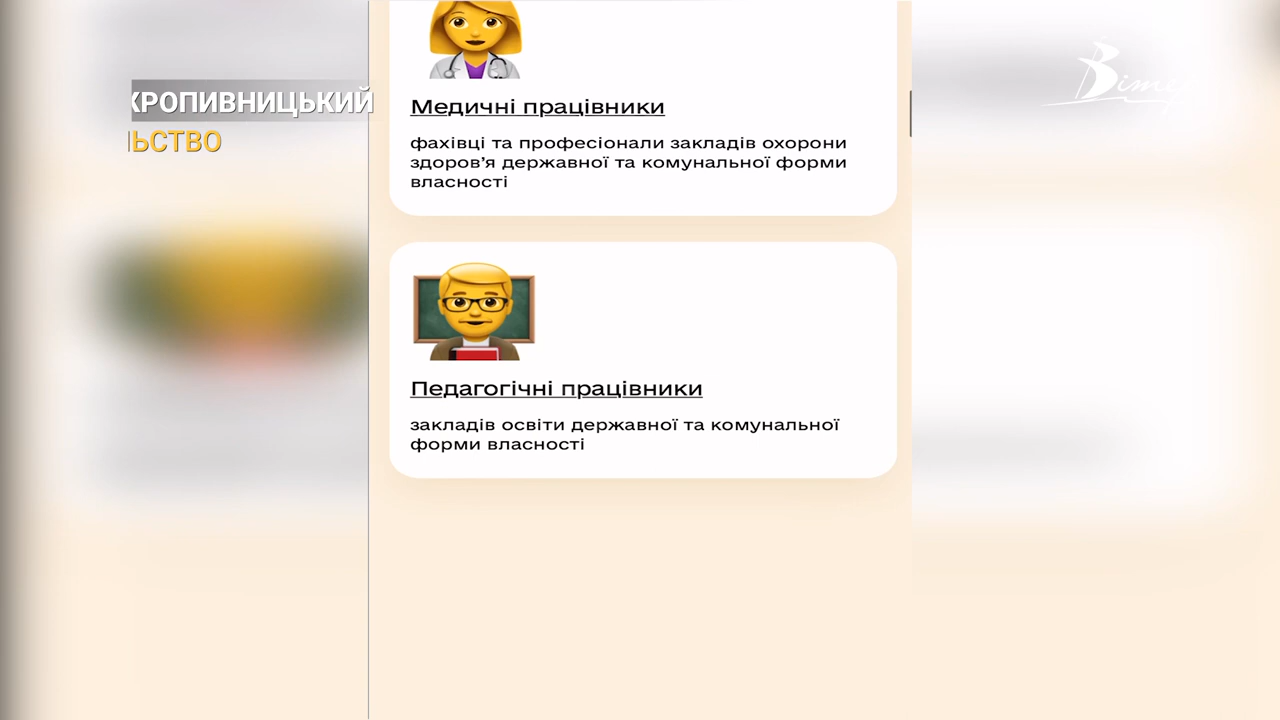 КРОПИВНИЦЬКИЙ
ЬСТВО
Медичні працівники
фахівці та професіонали закладів охорони
здоров’я державної та комунальної форми
власності
Педагогічні працівники
закладів освіти державної та комунальної
форми власності